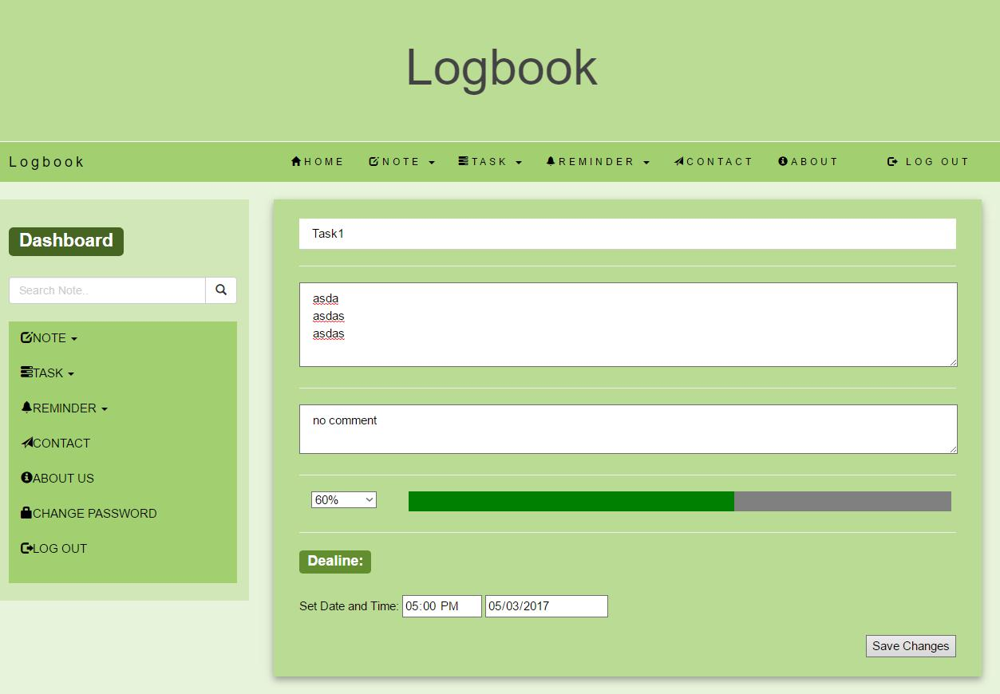 Logbook
Logbook HOME NOTE TASK REMINDER CONTACT ABOUT LOG OUT
Dashboard
Search Note..
NOTE
TASK
REMINDER
CONTACT
ABOUT US
CHANGE PASSWORD
LOG OUT
Task1
asda
asdas
asdas
no comment
60%
Dealine:
Set Date and Time: 05:00 PM 05/03/2017
Save Changes